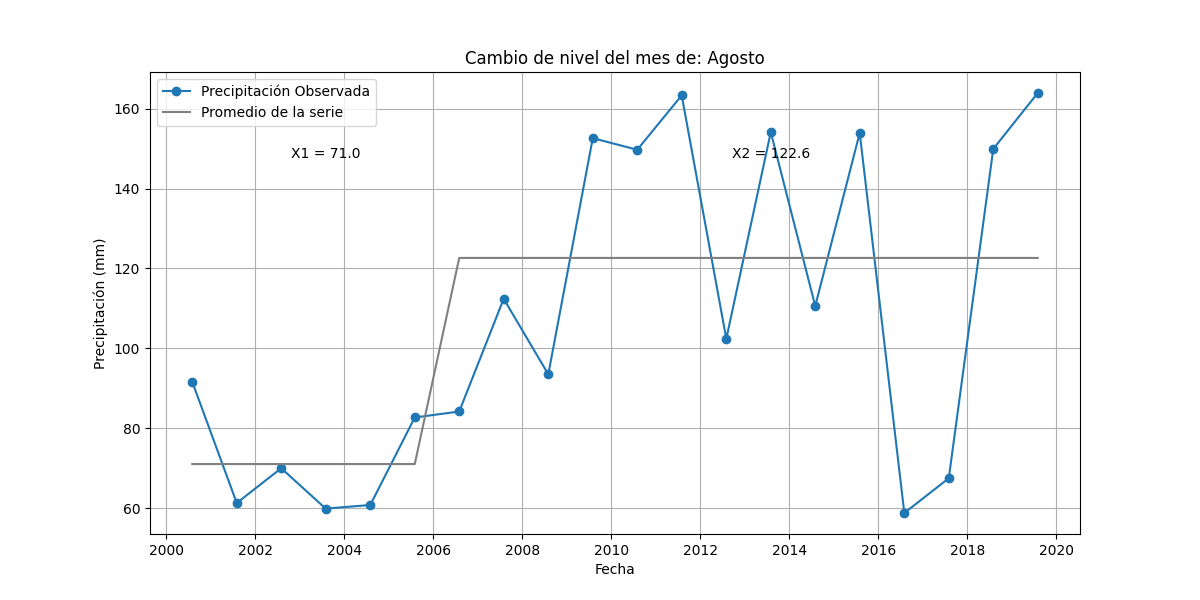 Cambio de nivel del mes de: Agosto
Precipitación Observada
Promedio de la serie
X1 = 71.0
X2 = 122.6
Precipitación (mm)
160
140
120
100
80
60
2000 2002 2004 2006 2008 2010 2012 2014 2016 2018 2020
Fecha